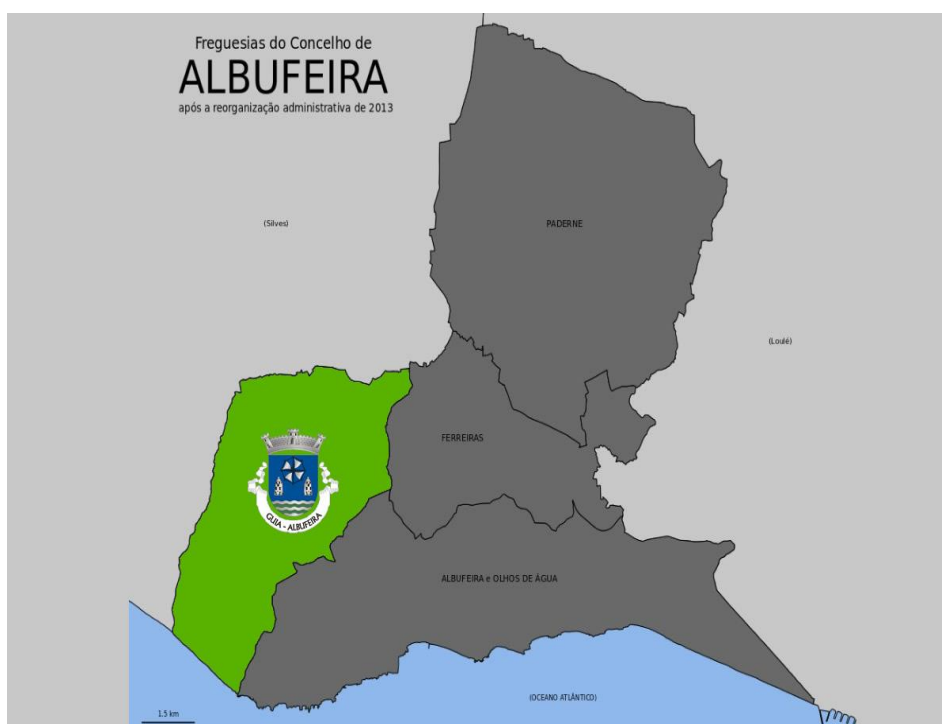 Freguesias do Concelho de
ALBUFEIRA
após a reorganização administrativa de 2013
(Silves)
PADERNE
(Loulé)
FERREIRAS
GUIA - ALBUFEIRA
ALBUFEIRA e OLHOS DE ÁGUA
(OCEANO ATLÂNTICO)
1.5 km